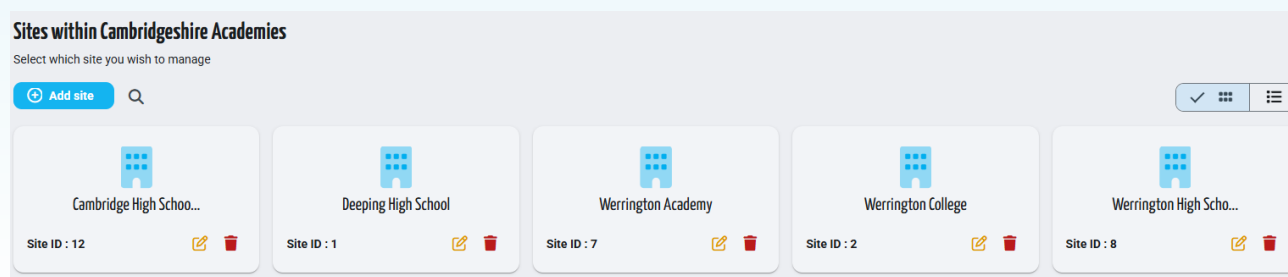 Sites within Cambridgeshire Academies
Select which site you wish to manage
Add site
Cambridge High Schoo...
Deeping High School
Werrington Academy
Werrington College
Werrington High Scho...
Site ID : 12
Site ID : 1
Site ID : 7
Site ID : 2
Site ID : 8